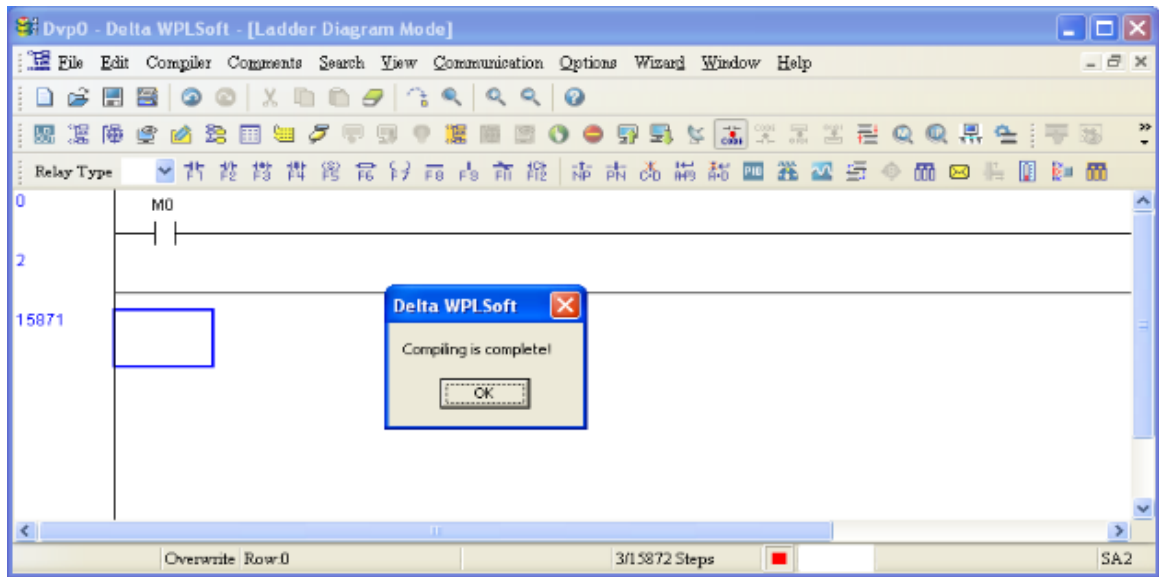 Dvp0 - Delta WPLSoft - [Ladder Diagram Mode]
File Edit Compiler Comments Search View Communication Options Wizard Window Help
Relay Type
0
M0
2
Delta WPLSoft
15871
Compiling is complete!
OK
Overwrite Row:0 3/15872 Steps SA2